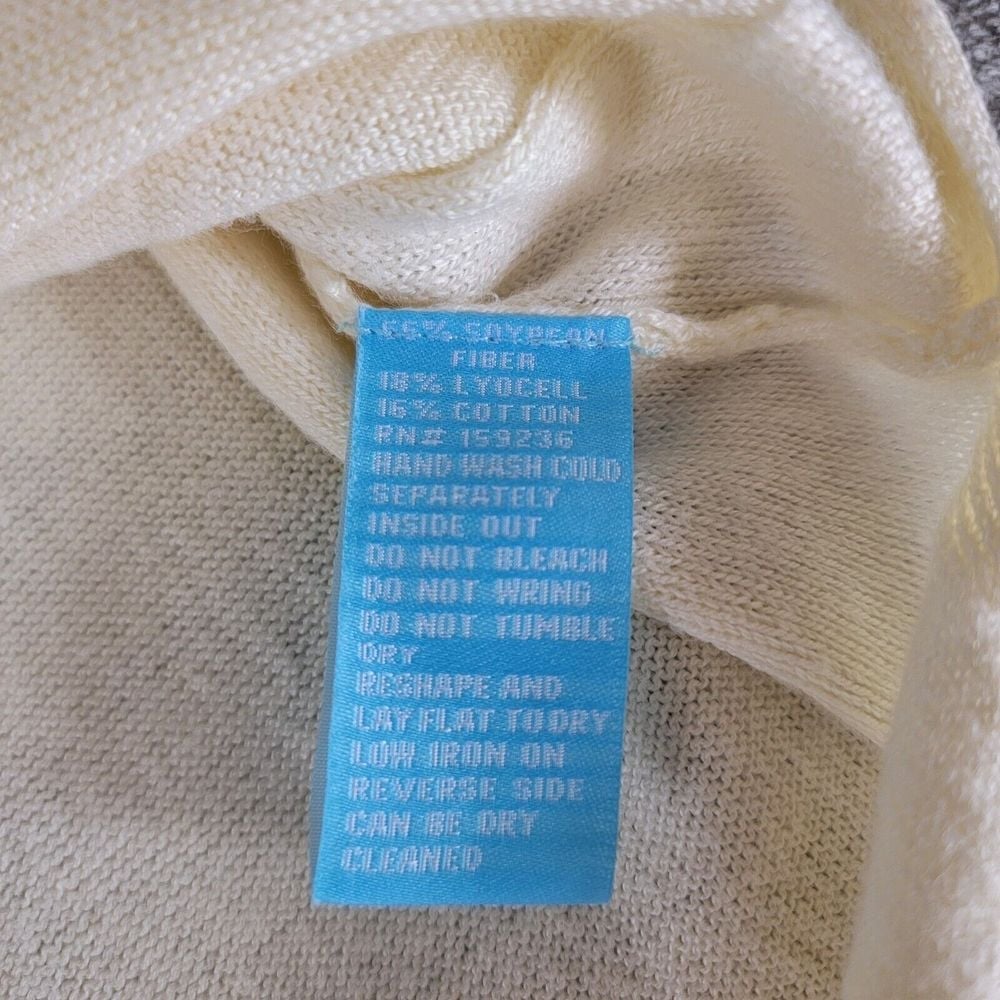 66% SOYBEAN
FIBER
18% LYOCELL
16% COTTON
RN# 159236
HAND WASH COLD
SEPARATELY
INSIDE OUT
DO NOT BLEACH
DO NOT WRING
DO NOT TUMBLE
DRY
RESHAPE AND
LAY FLAT TO DRY
LOW IRON ON
REVERSE SIDE
CAN BE DRY
CLEANED